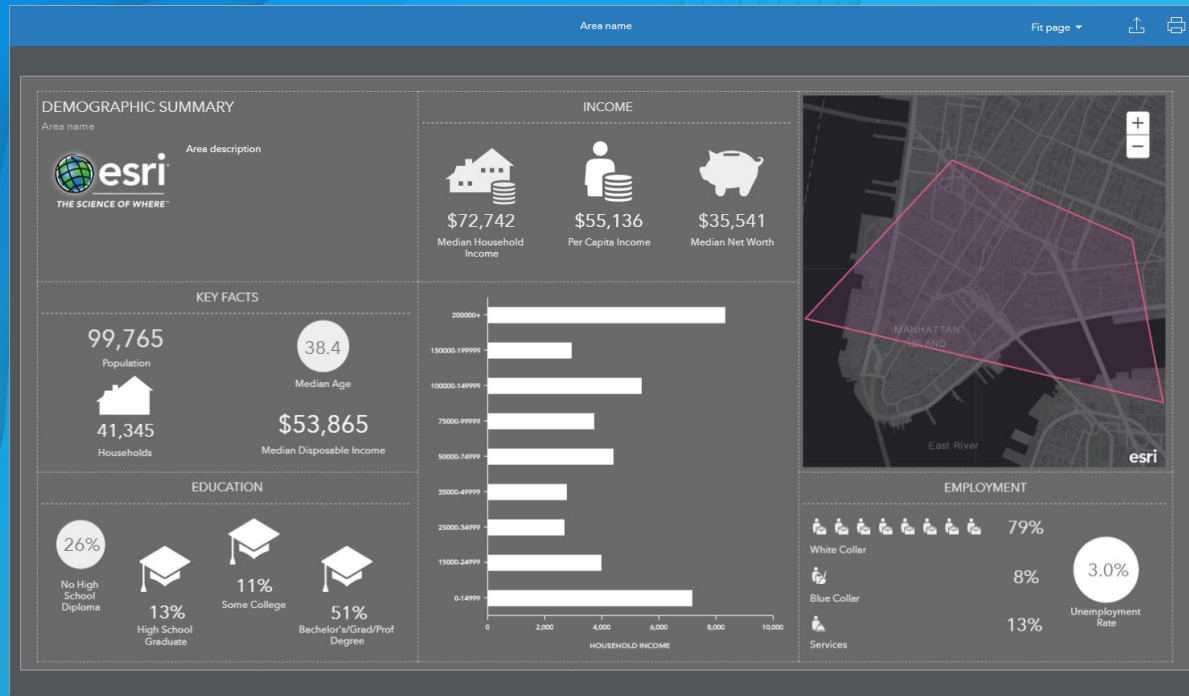 Area name
Fit page
DEMOGRAPHIC SUMMARY
Area name
esri
THE SCIENCE OF WHERE
Area description
KEY FACTS
99,765
Population
38.4
Median Age
41,345
Households
$53,865
Median Disposable Income
EDUCATION
26%
No High
School
Diploma
13%
High School
Graduate
11%
Some College
51%
Bachelor's/Grad/Prof
Degree
INCOME
$72,742
Median Household
Income
$55,136
Per Capita Income
$35,541
Median Net Worth
200000+
150000-199999
100000-149999
75000-99999
50000-74999
35000-49999
25000-34999
15000-24999
0-14999
0 2,000 4,000 6,000 8,000 10,000
HOUSEHOLD INCOME
+
−
MANHATTAN
ISLAND
East River
esri
EMPLOYMENT
79%
White Collar
8%
Blue Collar
13%
Services
3.0%
Unemployment
Rate